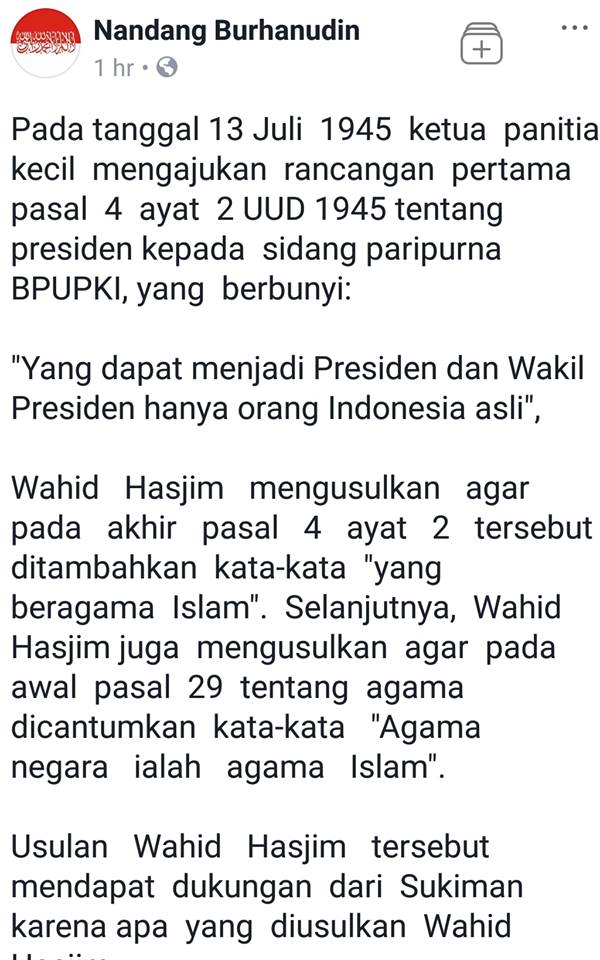 Nandang Burhanudin
1 hr •
Pada tanggal 13 Juli 1945 ketua panitia
kecil mengajukan rancangan pertama
pasal 4 ayat 2 UUD 1945 tentang
presiden kepada sidang paripurna
BPUPKI, yang berbunyi:
"Yang dapat menjadi Presiden dan Wakil
Presiden hanya orang Indonesia asli",
Wahid Hasjim mengusulkan agar
pada akhir pasal 4 ayat 2 tersebut
ditambahkan kata-kata "yang
beragama Islam". Selanjutnya, Wahid
Hasjim juga mengusulkan agar pada
awal pasal 29 tentang agama
dicantumkan kata-kata "Agama
negara ialah agama Islam".
Usulan Wahid Hasjim tersebut
mendapat dukungan dari Sukiman
karena apa yang diusulkan Wahid